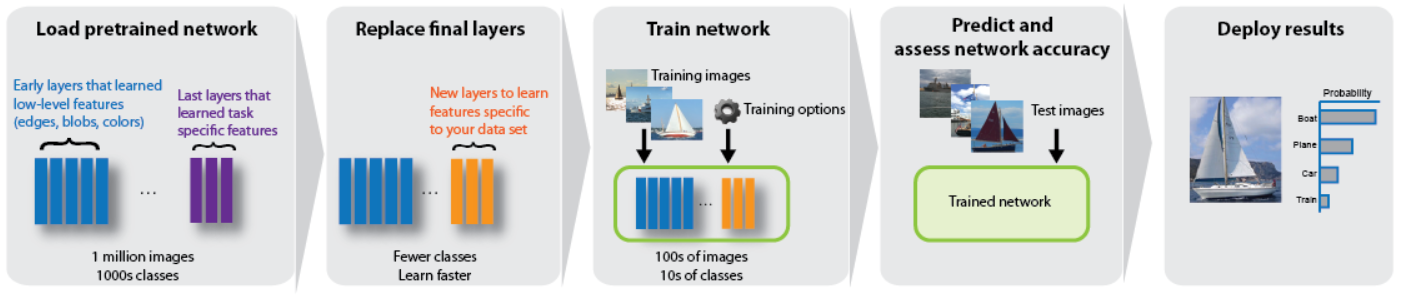 Load pretrained network
Early layers that learned
low-level features
(edges, blobs, colors)
Last layers that
learned task
specific features
...
1 million images
1000s classes
Replace final layers
New layers to learn
features specific
to your data set
...
Fewer classes
Learn faster
Train network
Training images
Training options
...
100s of images
10s of classes
Predict and
assess network accuracy
Test images
Trained network
Deploy results
Probability
Boat
Plane
Car
Train